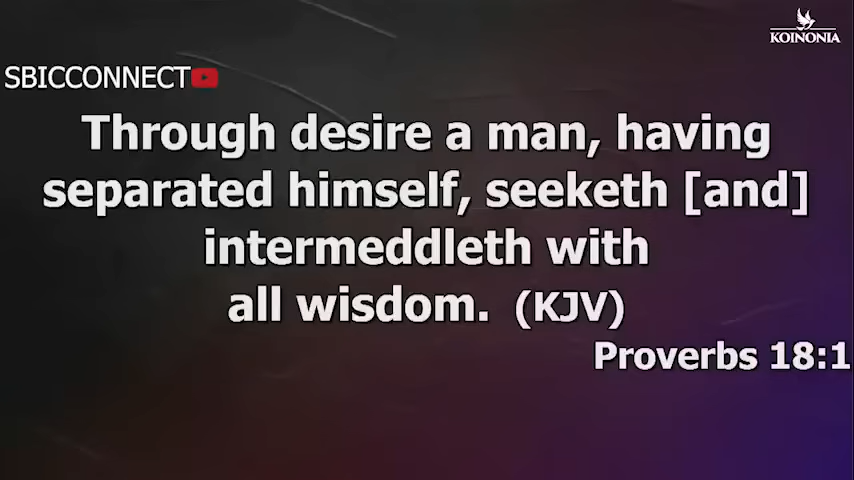 KOINONIA
SBICCONNECT
Through desire a man, having
separated himself, seeketh [and]
intermeddleth with
all wisdom. (KJV)
Proverbs 18:1